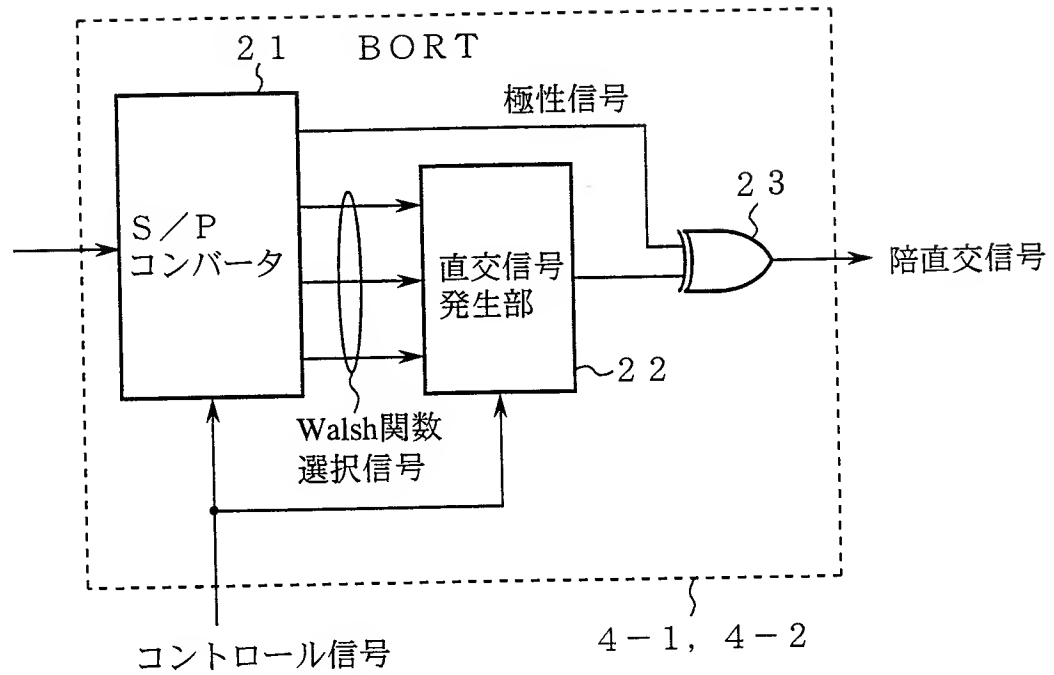 21
BORT
極性信号
S/P
コンバータ
23
直交信号
発生部
陪直交信号
22
Walsh関数
選択信号
4-1, 4-2
コントロール信号